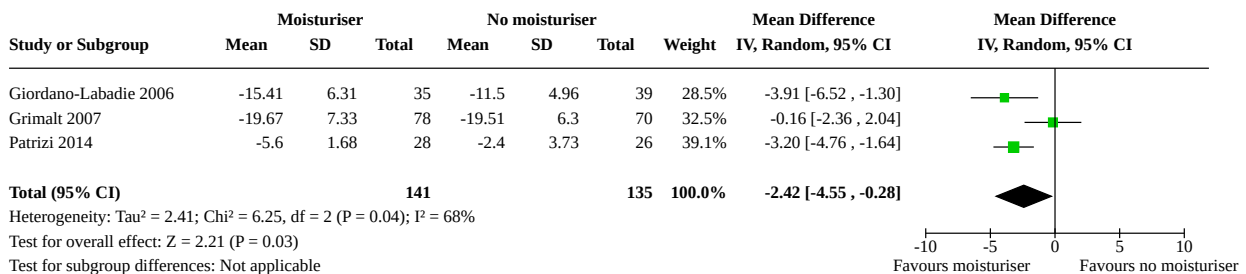 Moisturiser No moisturiser Mean Difference Mean Difference
Study or Subgroup Mean SD Total Mean SD Total Weight IV, Random, 95% CI IV, Random, 95% CI
Giordano-Labadie 2006 -15.41 6.31 35 -11.5 4.96 39 28.5% -3.91 [-6.52 , -1.30]
Grimalt 2007 -19.67 7.33 78 -19.51 6.3 70 32.5% -0.16 [-2.36 , 2.04]
Patrizi 2014 -5.6 1.68 28 -2.4 3.73 26 39.1% -3.20 [-4.76 , -1.64]
Total (95% CI) 141 135 100.0% -2.42 [-4.55 , -0.28]
Heterogeneity: Tau² = 2.41; Chi² = 6.25, df = 2 (P = 0.04); I² = 68%
Test for overall effect: Z = 2.21 (P = 0.03) -10 -5 0 5 10
Test for subgroup differences: Not applicable Favours moisturiser Favours no moisturiser